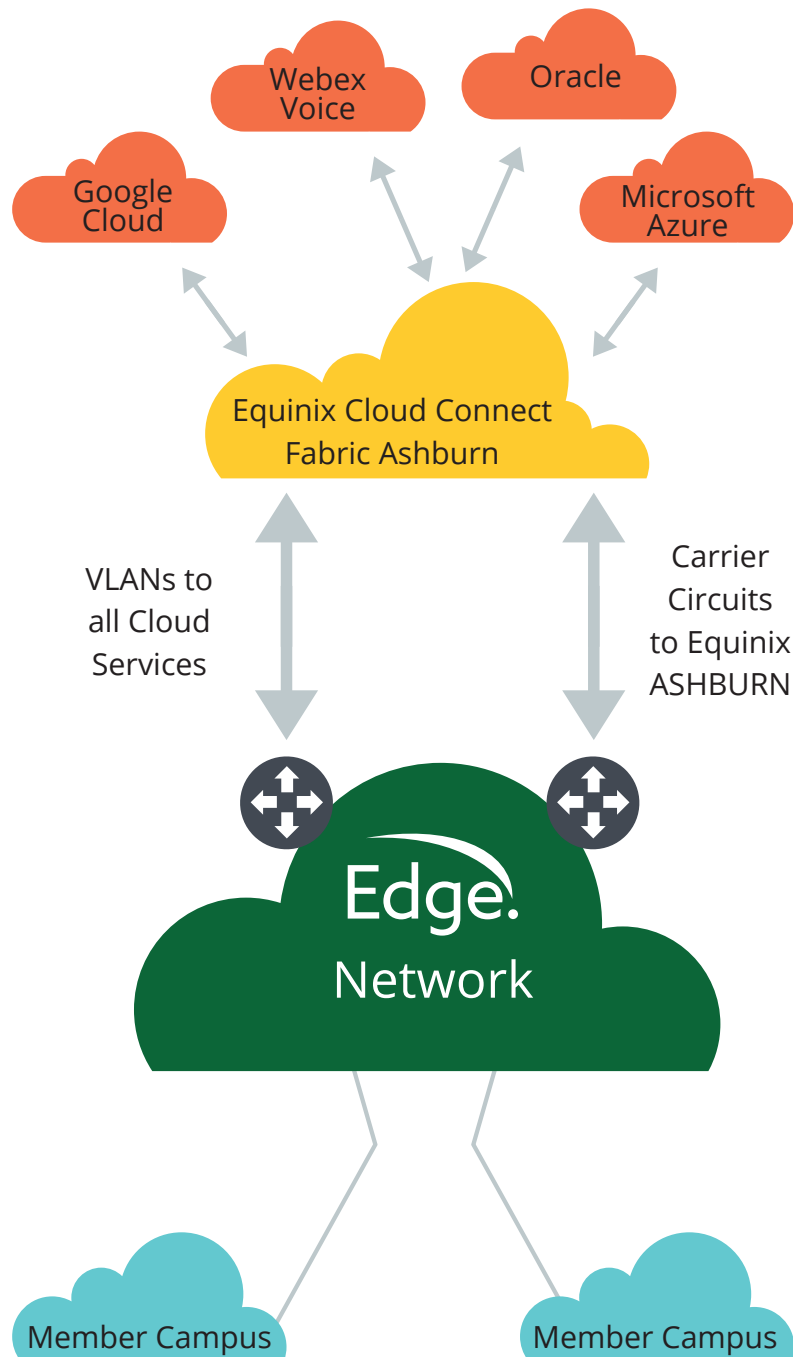 Webex
Voice
Oracle
Google
Cloud
Microsoft
Azure
Equinix Cloud Connect
Fabric Ashburn
VLANs to
all Cloud
Services
Carrier
Circuits
to Equinix
ASHBURN
Edge.
Network
Member Campus
Member Campus